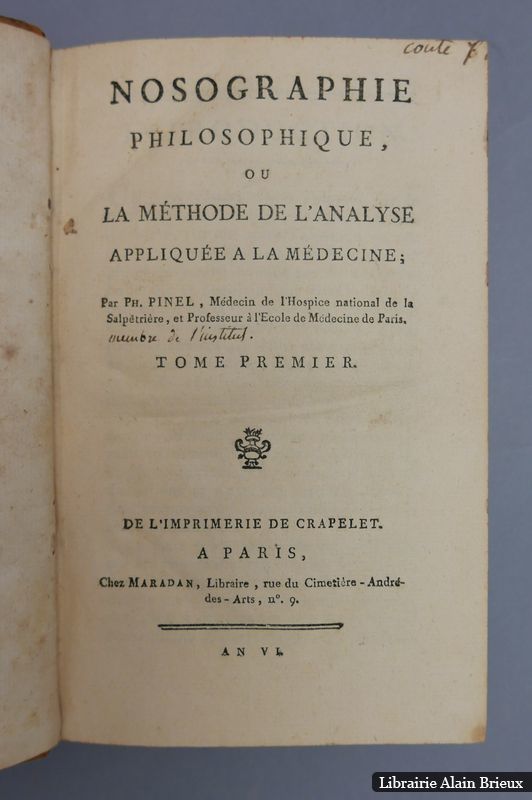 coute 7
NOSOGRAPHIE
PHILOSOPHIQUE,
OU
LA MÉTHODE DE L'ANALYSE
APPLIQUÉE A LA MÉDECINE;
Par PH. PINEL, Médecin de l'Hospice national de la
Salpêtrière, et Professeur à l'Ecole de Médecine de Paris.
membre de l'institut.
TOME PREMIER.
DE L'IMPRIMERIE DE CRAPELET.
A PARIS,
Chez MARADAN, Libraire, rue du Cimetière-André-
des-Arts, n°. 9.
AN VI.
Librairie Alain Brieux